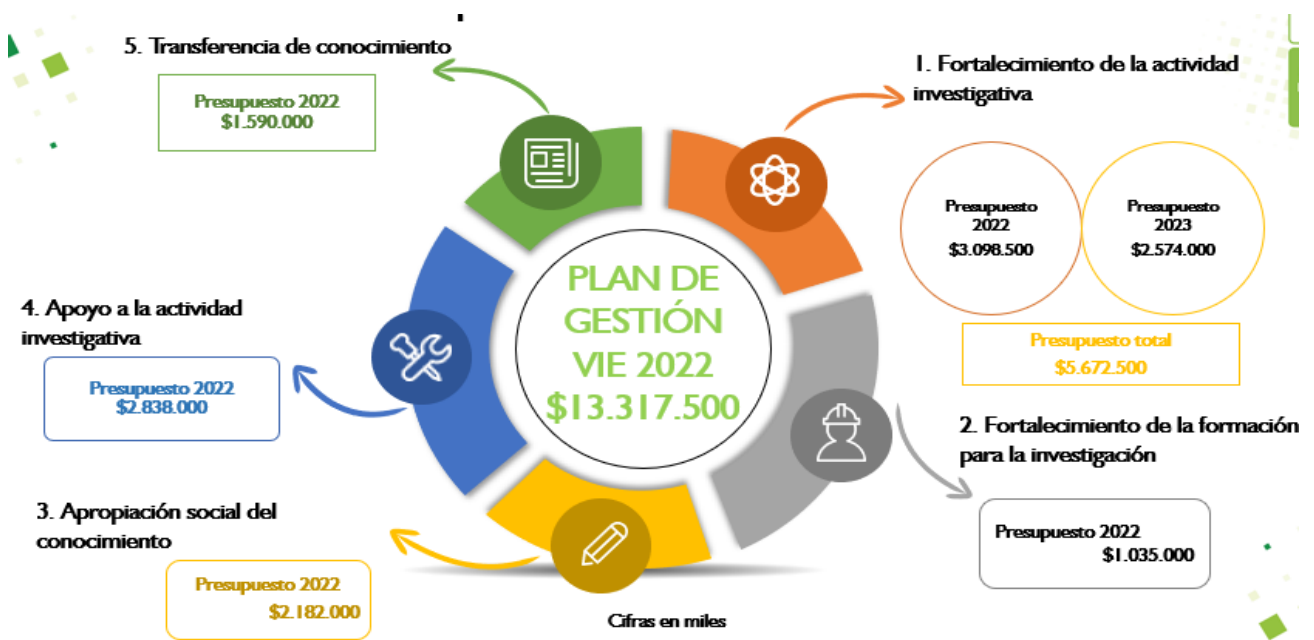 5. Transferencia de conocimiento
Presupuesto 2022
$1.590.000
1. Fortalecimiento de la actividad
investigativa
Presupuesto
2022
$3.098.500
Presupuesto
2023
$2.574.000
Presupuesto total
$5.672.500
PLAN DE
GESTIÓN
VIE 2022
$13.317.500
4. Apoyo a la actividad
investigativa
Presupuesto 2022
$2.838.000
2. Fortalecimiento de la formación
para la investigación
Presupuesto 2022
$1.035.000
3. Apropiación social del
conocimiento
Presupuesto 2022
$2.182.000
Cifras en miles